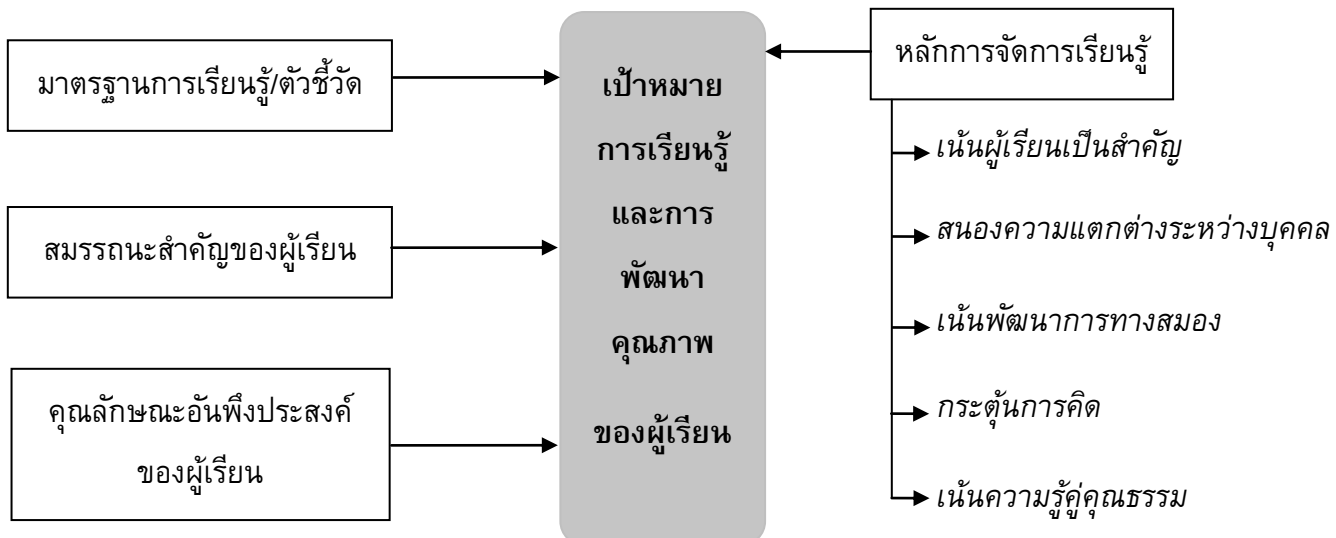 มาตรฐานการเรียนรู้/ตัวชี้วัด
สมรรถนะสำคัญของผู้เรียน
คุณลักษณะอันพึงประสงค์
ของผู้เรียน
เป้าหมาย
การเรียนรู้
และการ
พัฒนา
คุณภาพ
ของผู้เรียน
หลักการจัดการเรียนรู้
เน้นผู้เรียนเป็นสำคัญ
สนองความแตกต่างระหว่างบุคคล
เน้นพัฒนาการทางสมอง
กระตุ้นการคิด
เน้นความรู้คู่คุณธรรม